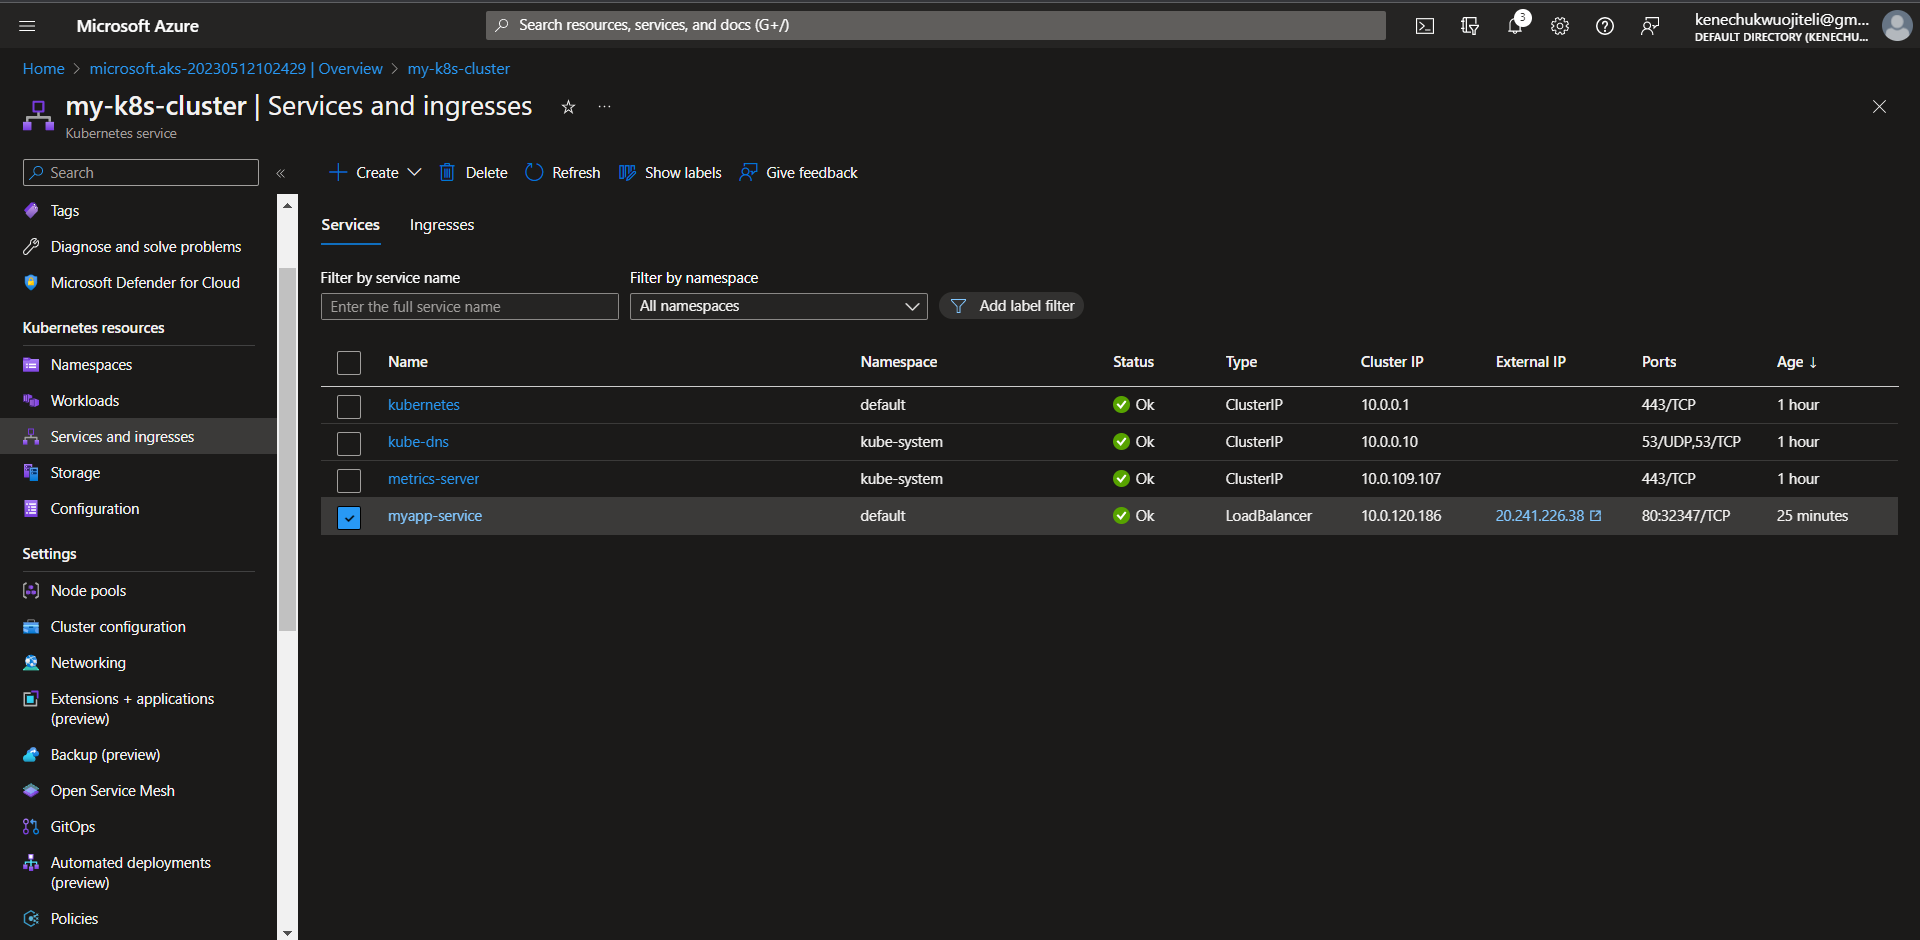 Microsoft Azure
Search resources, services, and docs (G+/)
3
kenechukwuojiteli@gm...
DEFAULT DIRECTORY (KENECHU...
Home > microsoft.aks-20230512102429 | Overview > my-k8s-cluster
my-k8s-cluster | Services and ingresses
Kubernetes service
Search
Tags
Diagnose and solve problems
Microsoft Defender for Cloud
Kubernetes resources
Namespaces
Workloads
Services and ingresses
Storage
Configuration
Settings
Node pools
Cluster configuration
Networking
Extensions + applications
(preview)
Backup (preview)
Open Service Mesh
GitOps
Automated deployments
(preview)
Policies
Create Delete Refresh Show labels Give feedback
Services Ingresses
Filter by service name Filter by namespace
Enter the full service name All namespaces Add label filter
Name Namespace Status Type Cluster IP External IP Ports Age ↓
kubernetes default Ok ClusterIP 10.0.0.1 443/TCP 1 hour
kube-dns kube-system Ok ClusterIP 10.0.0.10 53/UDP,53/TCP 1 hour
metrics-server kube-system Ok ClusterIP 10.0.109.107 443/TCP 1 hour
myapp-service default Ok LoadBalancer 10.0.120.186 20.241.226.38 80:32347/TCP 25 minutes